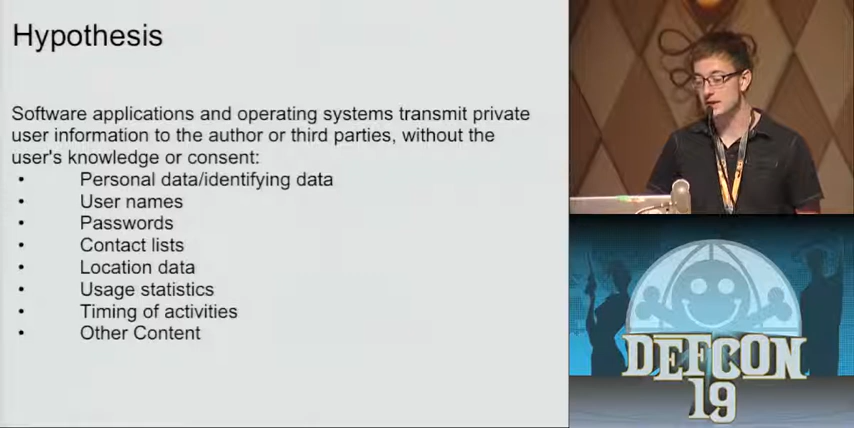 Hypothesis
Software applications and operating systems transmit private
user information to the author or third parties, without the
user's knowledge or consent:
• Personal data/identifying data
• User names
• Passwords
• Contact lists
• Location data
• Usage statistics
• Timing of activities
• Other Content
DEFCON
19